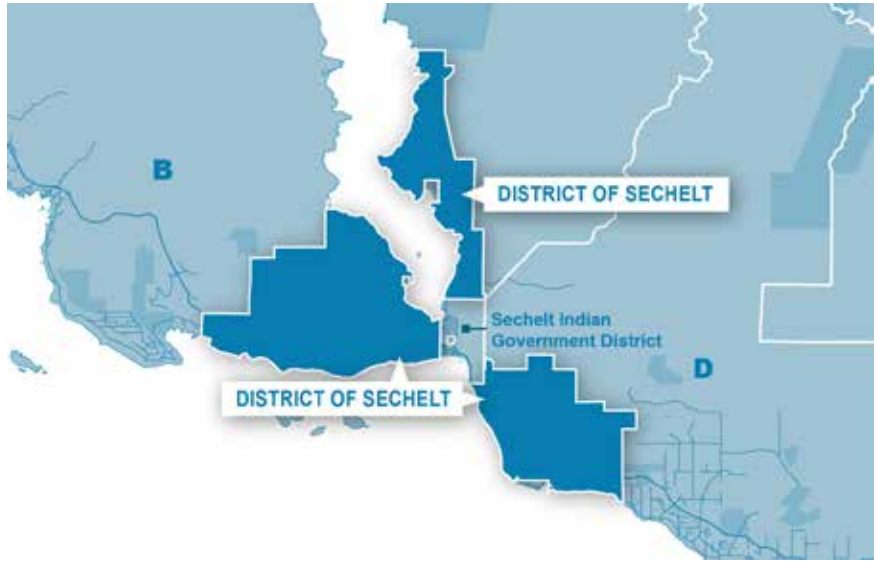 B
DISTRICT OF SECHELT
Sechelt Indian
Government District
D
DISTRICT OF SECHELT